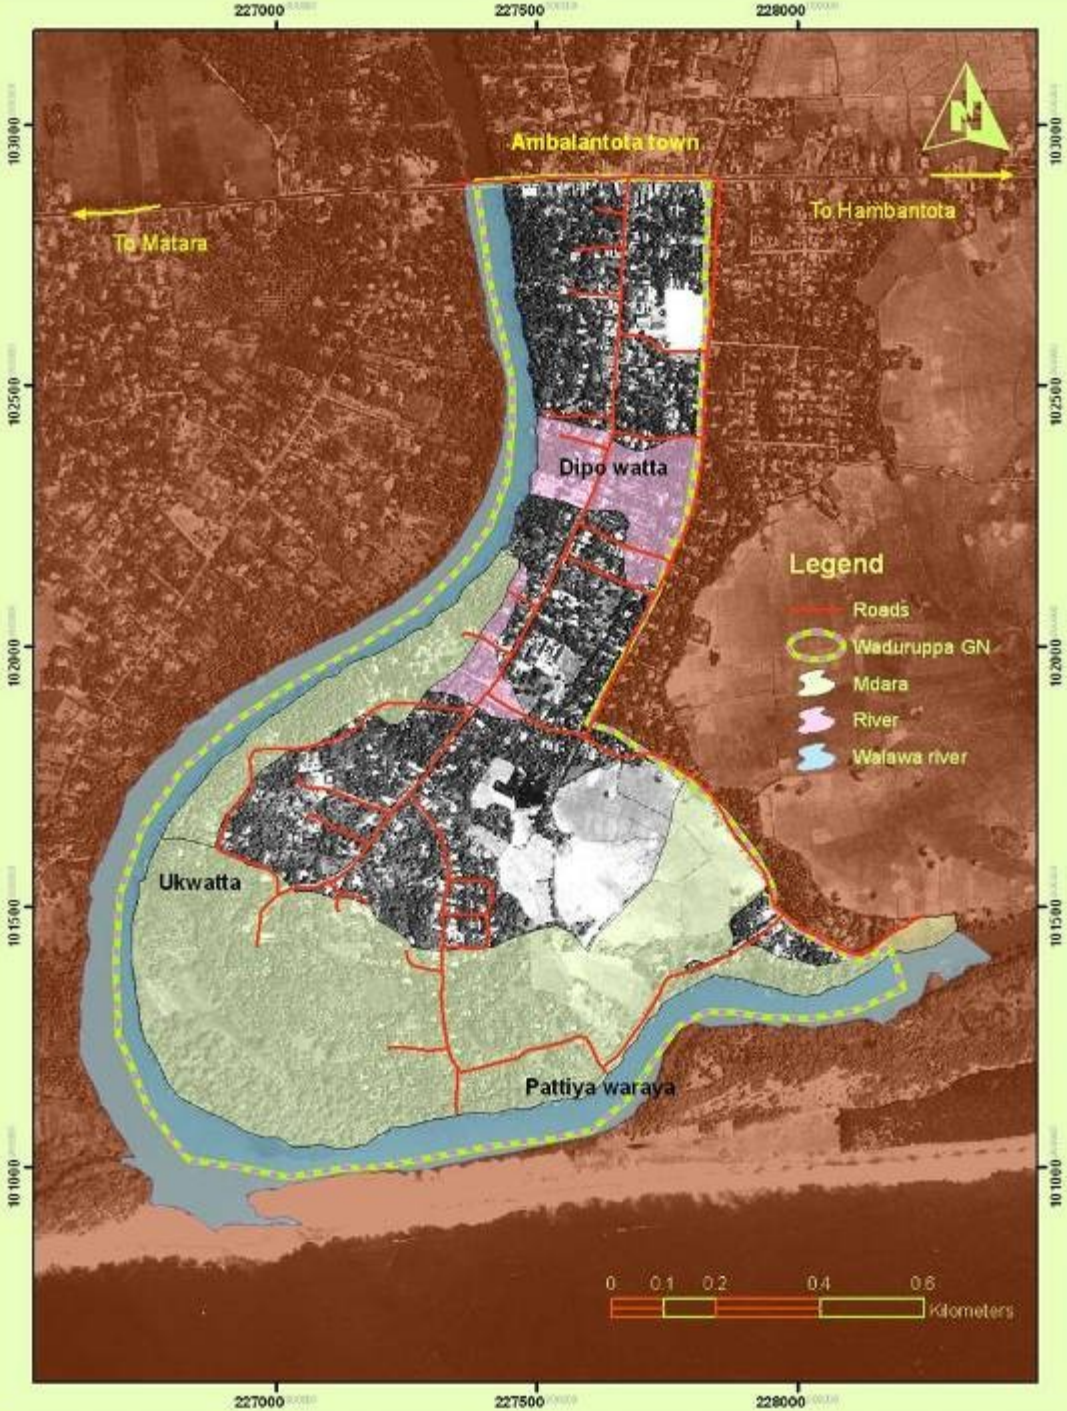 227000 227500 228000
103000 103000
N
Ambalantota town
To Matara
To Hambantota
102500 102500
Dipo watta
Legend
Roads
Waduruppa GN
Mdara
River
Walawa river
102000 102000
Ukwatta
101500 101500
Pattiya waraya
101000 101000
0 0.1 0.2 0.4 0.6
Kilometers
227000 227500 228000